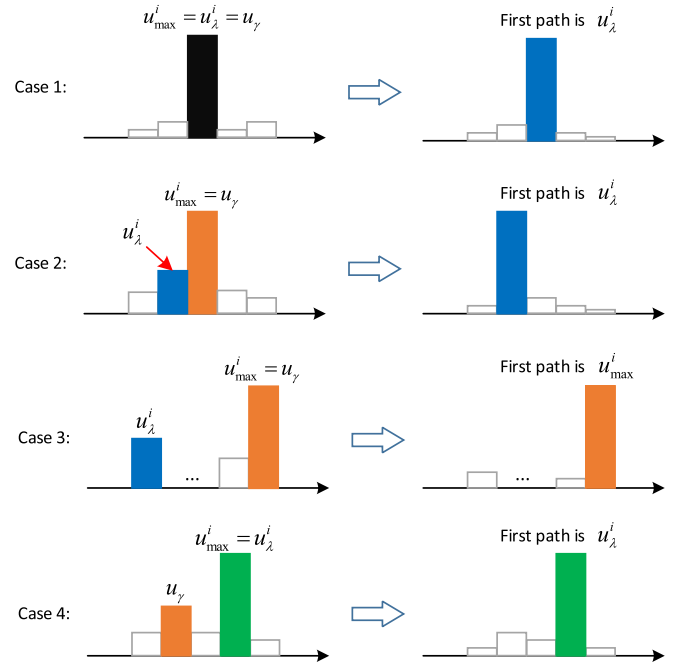 u^i_max = u^i_λ = u_γ
First path is u^i_λ
Case 1:
u^i_max = u_γ
First path is u^i_λ
u^i_λ
Case 2:
u^i_max = u_γ
First path is u^i_max
u^i_λ
Case 3:
...
...
u^i_max = u^i_λ
First path is u^i_λ
u_γ
Case 4: